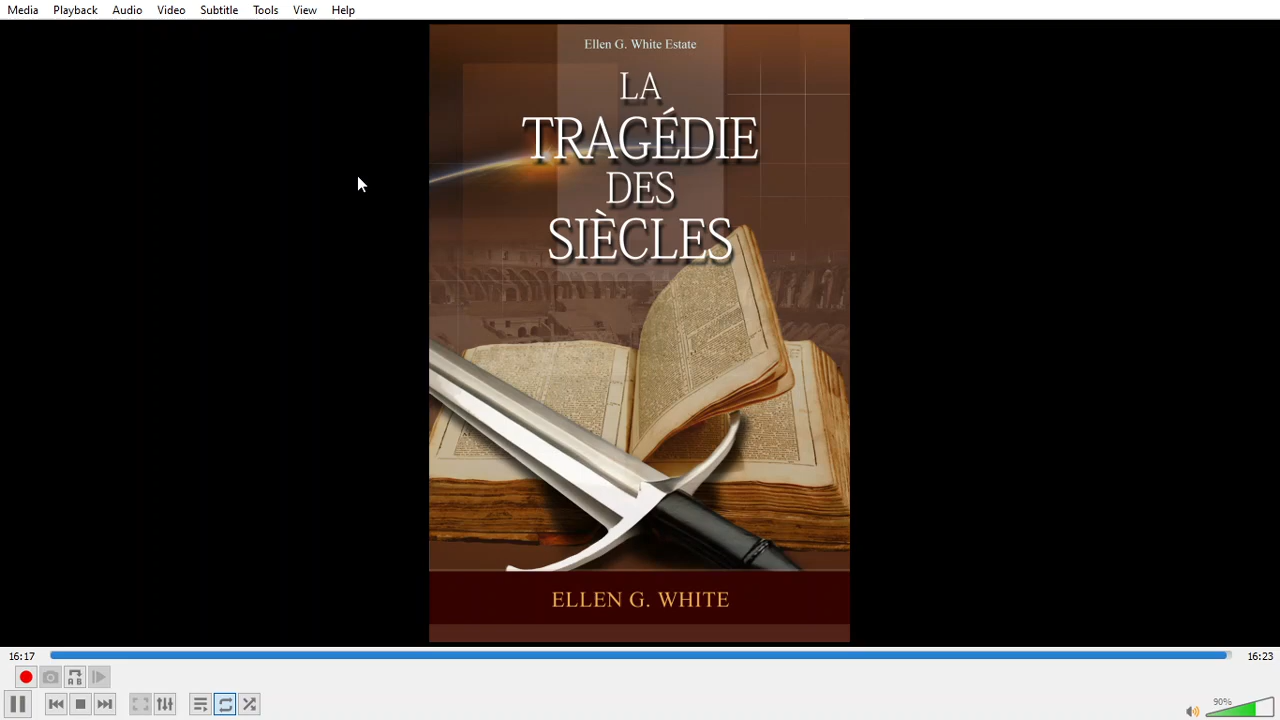 Media Playback Audio Video Subtitle Tools View Help
Ellen G. White Estate
LA
TRAGÉDIE
DES
SIÈCLES
ELLEN G. WHITE
16:17 16:23
A B
90%